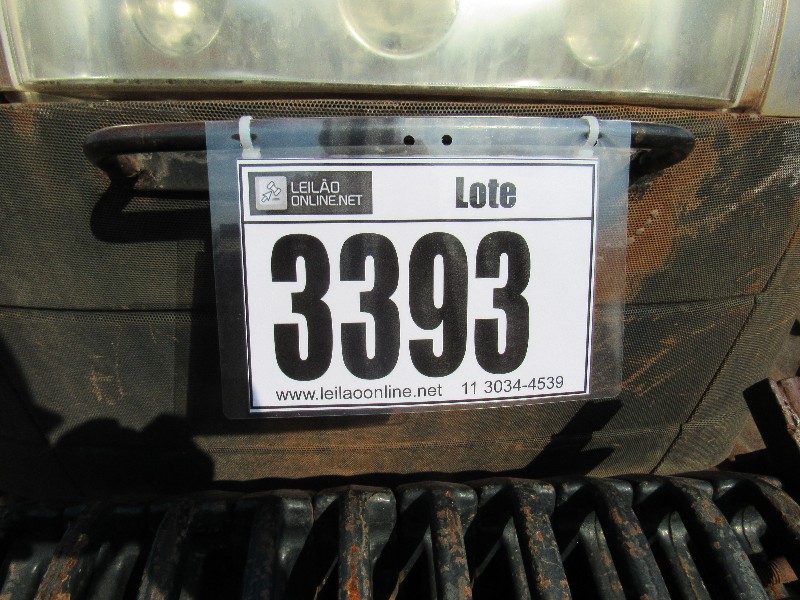 LEILÃO
ONLINE.NET
Lote
3393
www.leilaoonline.net 11 3034-4539